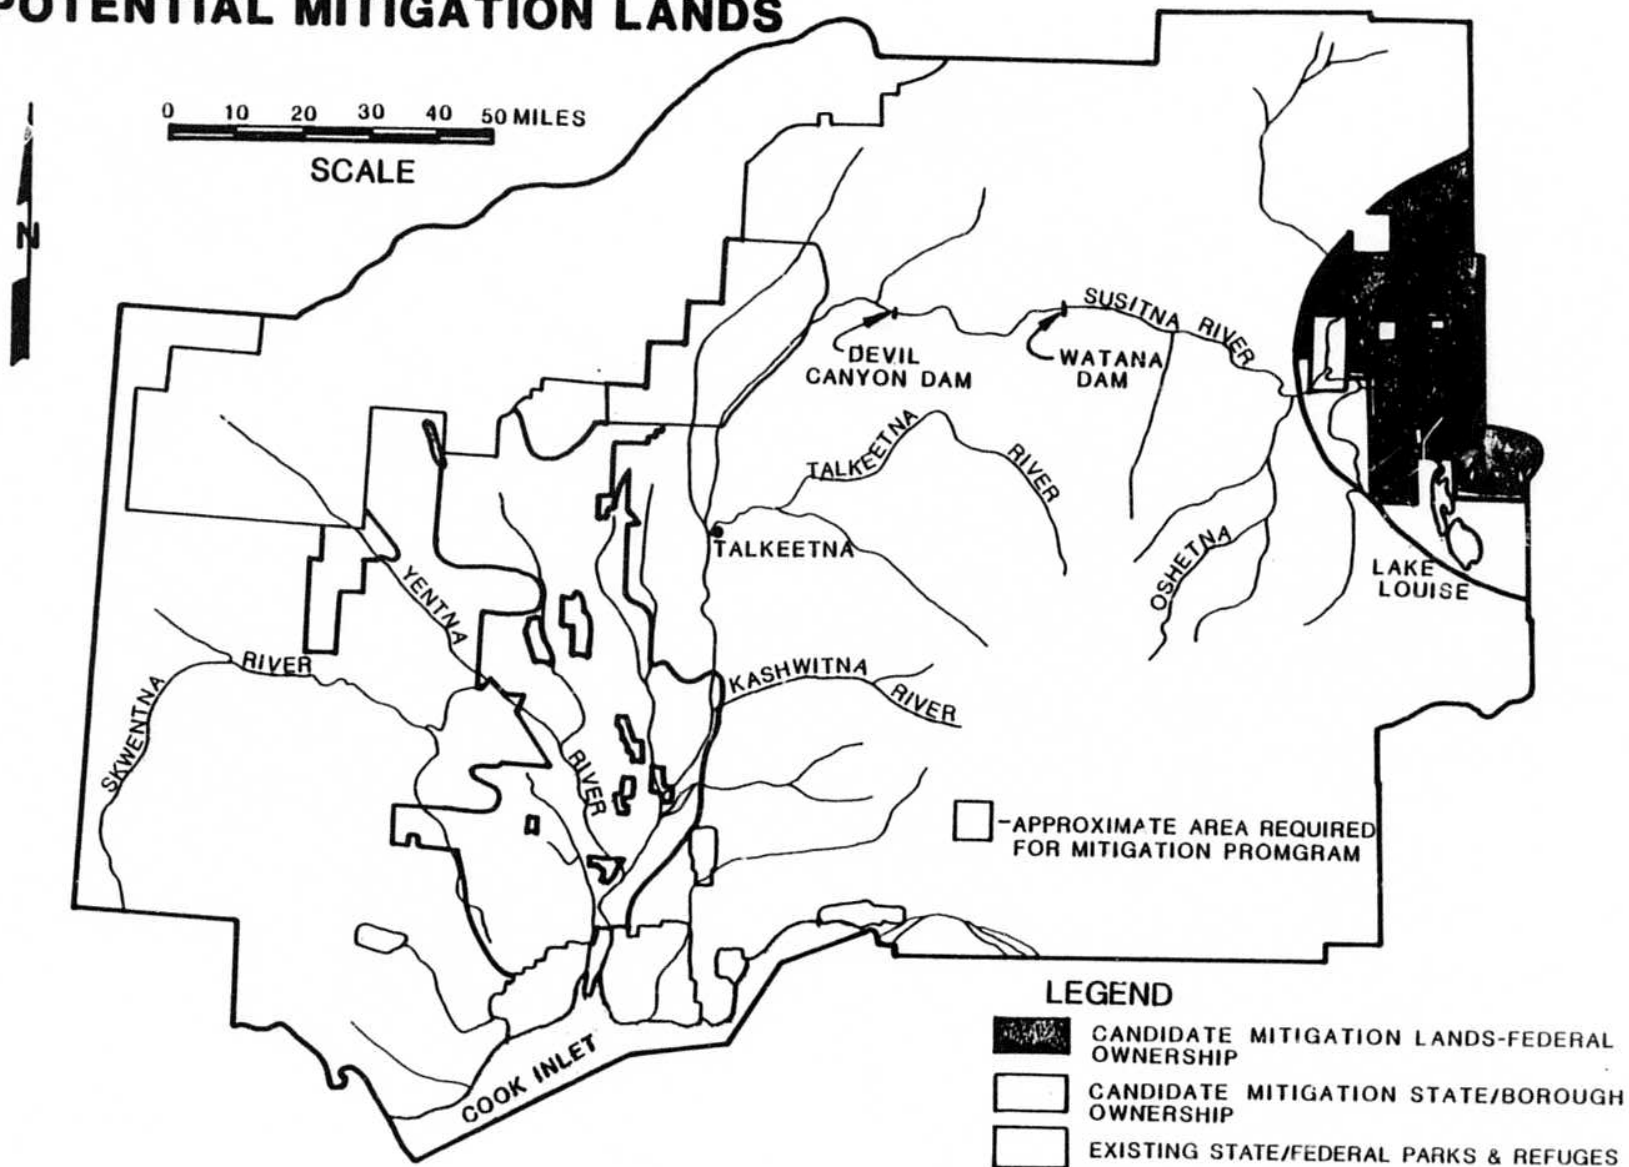 POTENTIAL MITIGATION LANDS
0 10 20 30 40 50 MILES
SCALE
N
SUSITNA RIVER
DEVIL
CANYON DAM
WATANA
DAM
TALKEETNA
RIVER
TALKEETNA
OSHETNA
LAKE
LOUISE
YENTNA
RIVER
SKWENTNA
RIVER
KASHWITNA
RIVER
-APPROXIMATE AREA REQUIRED
FOR MITIGATION PROMGRAM
COOK INLET
LEGEND
CANDIDATE MITIGATION LANDS-FEDERAL
OWNERSHIP
CANDIDATE MITIGATION STATE/BOROUGH
OWNERSHIP
EXISTING STATE/FEDERAL PARKS & REFUGES